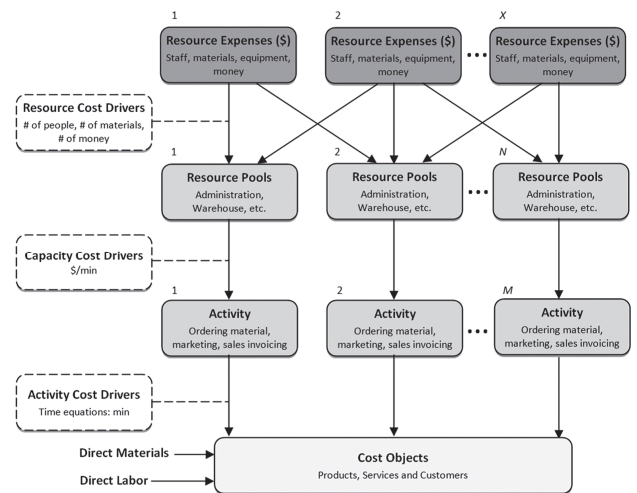 1
2
X
Resource Expenses ($)
Staff, materials, equipment,
money
Resource Expenses ($)
Staff, materials, equipment,
money
•••
Resource Expenses ($)
Staff, materials, equipment,
money
Resource Cost Drivers
# of people, # of materials,
# of money
1
2
N
Resource Pools
Administration,
Warehouse, etc.
Resource Pools
Administration,
Warehouse, etc.
•••
Resource Pools
Administration,
Warehouse, etc.
Capacity Cost Drivers
$/min
1
2
M
Activity
Ordering material,
marketing, sales invoicing
Activity
Ordering material,
marketing, sales invoicing
•••
Activity
Ordering material,
marketing, sales invoicing
Activity Cost Drivers
Time equations: min
Direct Materials
Direct Labor
Cost Objects
Products, Services and Customers